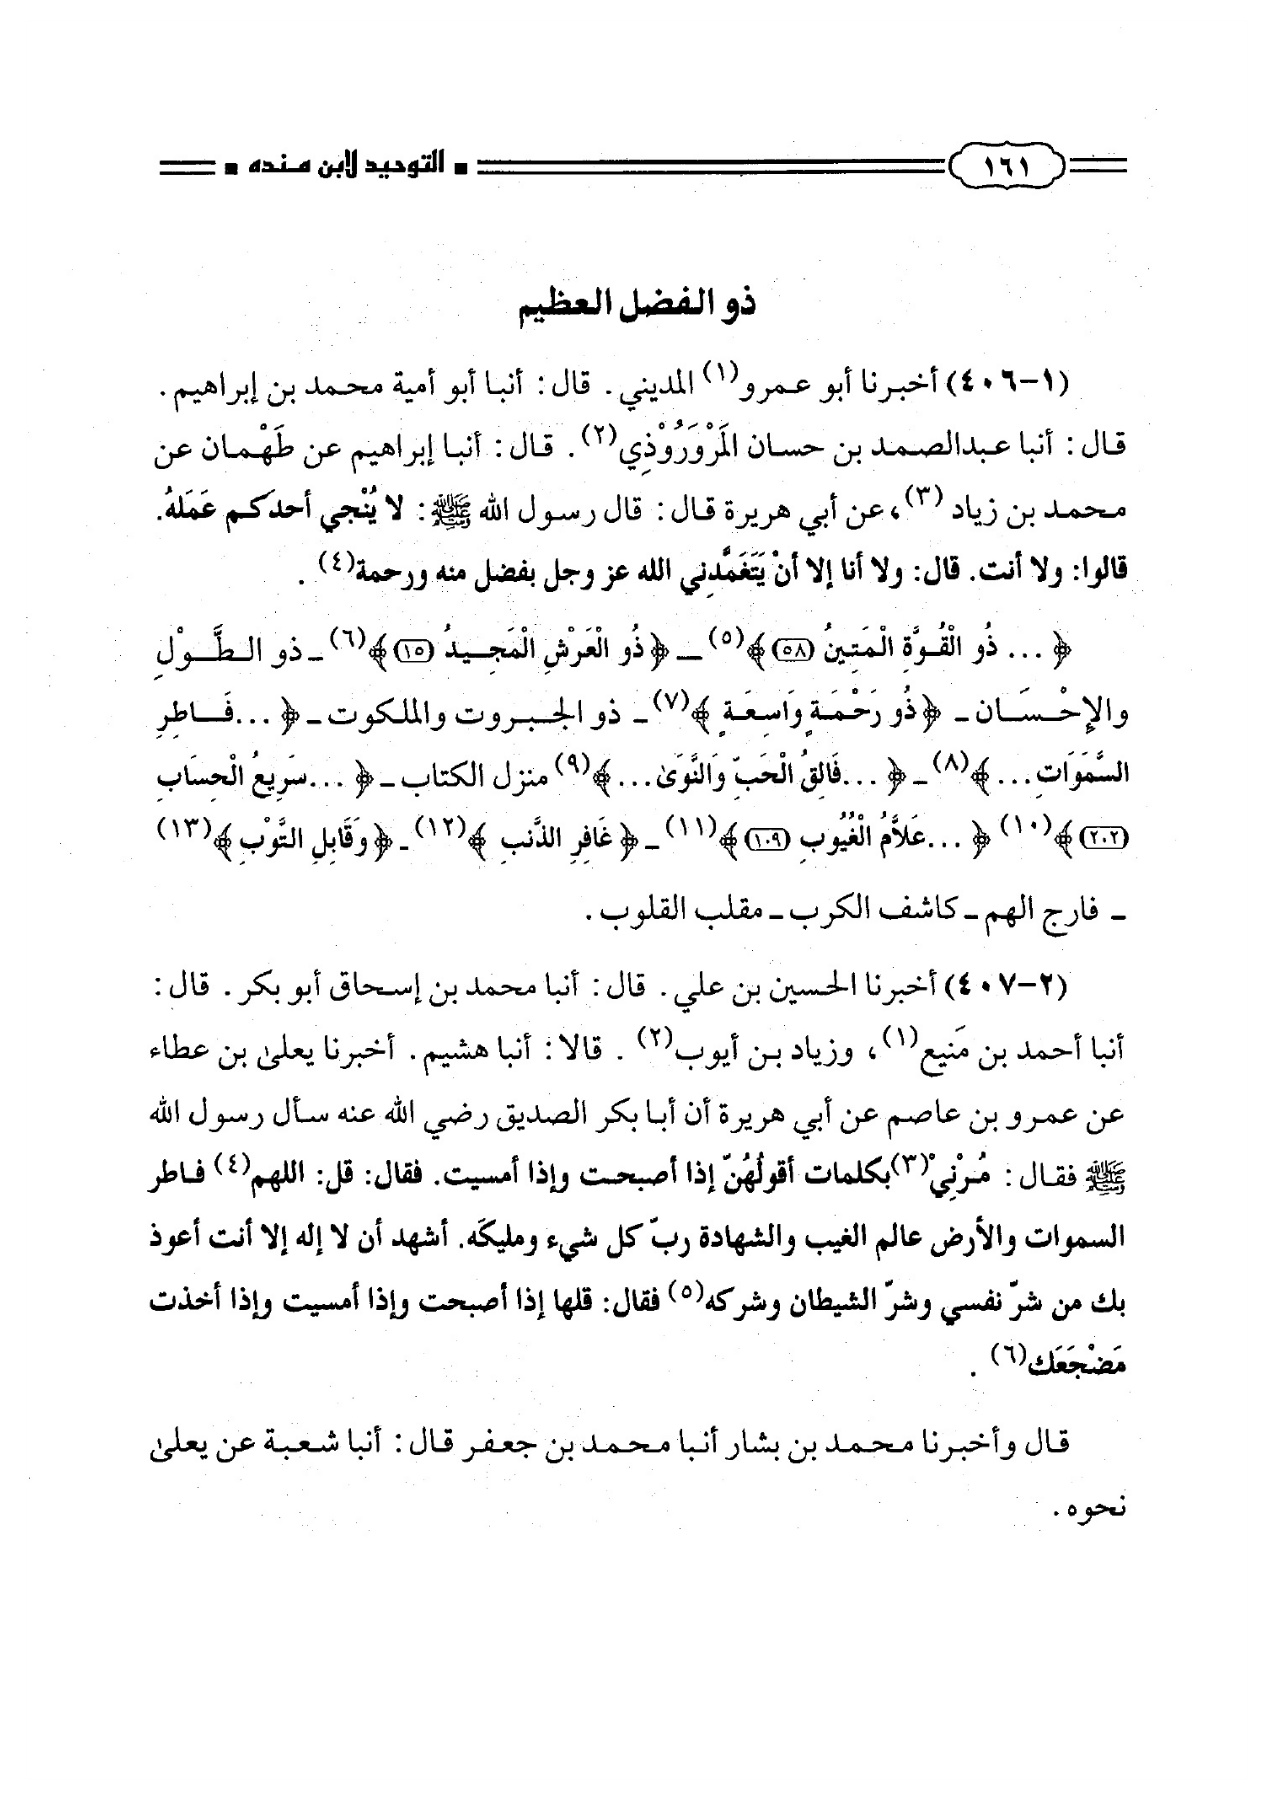 ١٦١ ■ التوحيد لابن منده ■
ذو الفضل العظيم
(١-٤٠٦) أخبرنا أبو عمرو(١) المديني. قال: أنبا أبو أمية محمد بن إبراهيم.
قال: أنبا عبدالصمد بن حسان المَرْوَرُوْذِي(٢). قال: أنبا إبراهيم عن طَهْمان عن
محمد بن زياد (٣)، عن أبي هريرة قال: قال رسول الله ﷺ: لا يُنْجي أحدَكم عَمَلهُ.
قالوا: ولا أنت. قال: ولا أنا إلا أنْ يَتَغَمَّدني الله عز وجل بفضل منه ورحمة(٤).
﴿... ذُو الْقُوَّةِ الْمَتِينُ (٥٨)﴾(٥) ـ ﴿ذُو الْعَرْشِ الْمَجِيدُ (١٥)﴾(٦) ـ ذو الطَّوْلِ
والإحْسَان ـ ﴿ذُو رَحْمَةٍ وَاسِعَةٍ﴾(٧) ـ ذو الجبروت والملكوت ـ ﴿...فَاطِرِ
السَّمَوَاتِ...﴾(٨) ـ ﴿...فَالِقُ الْحَبِّ وَالنَّوَىٰ...﴾(٩) منزل الكتاب ـ ﴿...سَرِيعُ الْحِسَابِ
(٢٠٢)﴾(١٠) ﴿...عَلاَّمُ الْغُيُوبِ (١٠٩)﴾(١١) ـ ﴿غَافِرِ الذَّنبِ﴾(١٢) ـ ﴿وَقَابِلِ التَّوْبِ﴾(١٣)
ـ فارج الهم ـ كاشف الكرب ـ مقلب القلوب.
(٢-٤٠٧) أخبرنا الحسين بن علي. قال: أنبا محمد بن إسحاق أبو بكر. قال:
أنبا أحمد بن مَنيع(١)، وزياد بن أيوب(٢). قالا: أنبا هشيم. أخبرنا يعلىٰ بن عطاء
عن عمرو بن عاصم عن أبي هريرة أن أبا بكر الصديق رضي الله عنه سأل رسول الله
ﷺ فقال: مُرْنِيْ(٣) بكلمات أقولُهُنّ إذا أصبحت وإذا أمسيت. فقال: قل: اللهم(٤) فاطر
السموات والأرض عالم الغيب والشهادة ربّ كل شيء ومليكَه. أشهد أن لا إله إلا أنت أعوذ
بك من شرّ نفسي وشرّ الشيطان وشركه(٥) فقال: قلها إذا أصبحت وإذا أمسيت وإذا أخذت
مَضْجَعَك(٦).
قال وأخبرنا محمد بن بشار أنبا محمد بن جعفر قال: أنبا شعبة عن يعلىٰ
نحوه.